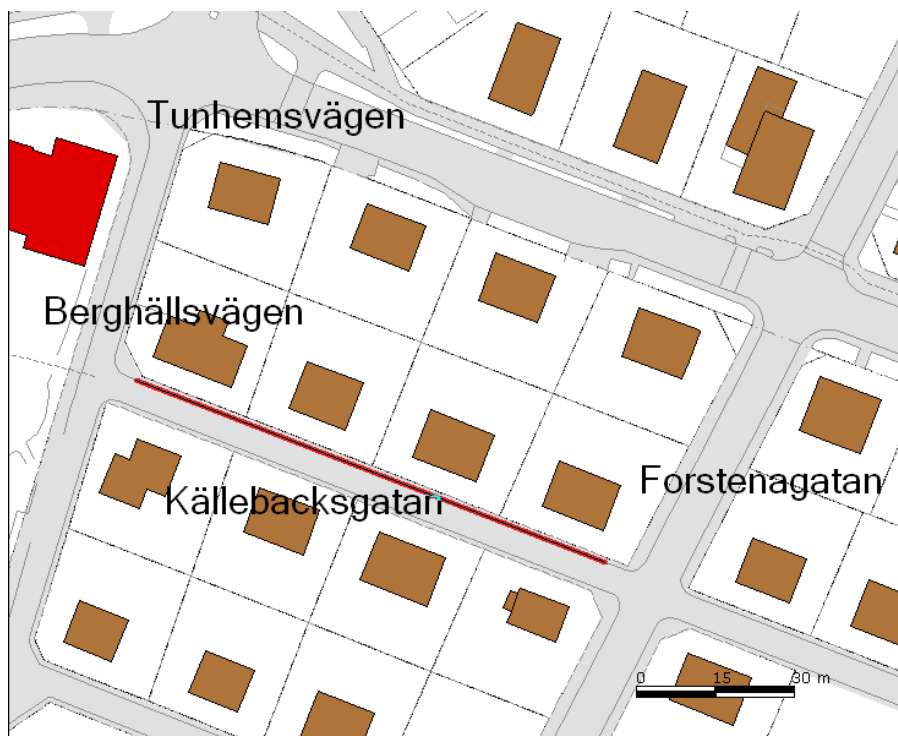 Tunhemsvägen
Berghällsvägen
Källebacksgatan
Forstenagatan
0 15 30 m